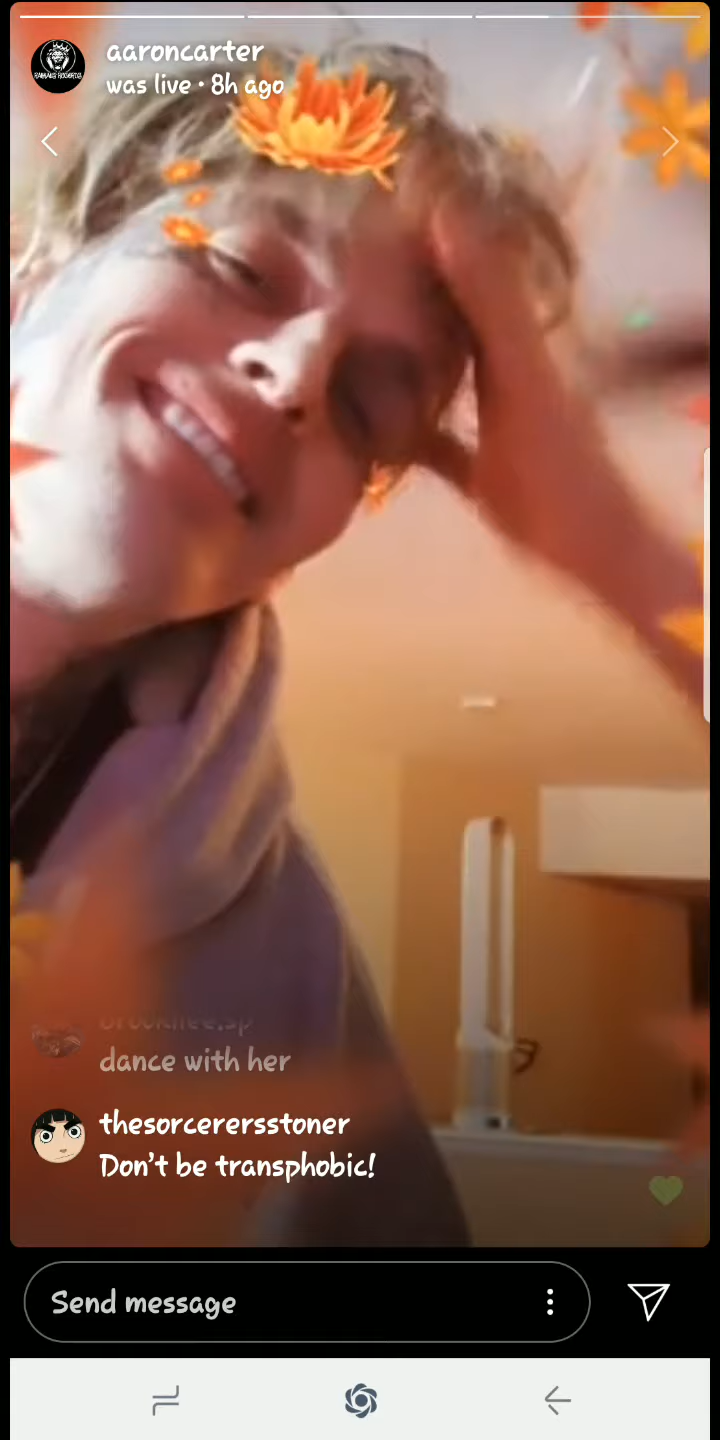 aaroncarter
was live • 8h ago
dance with her
thesorcerersstoner
Don't be transphobic!
Send message